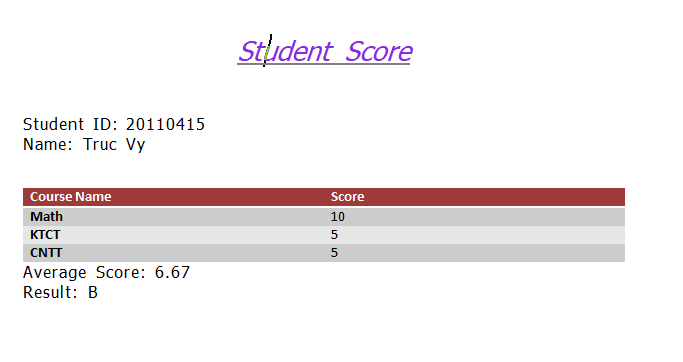 Student Score
Student ID: 20110415
Name: Truc Vy
Course Name Score
Math 10
KTCT 5
CNTT 5
Average Score: 6.67
Result: B